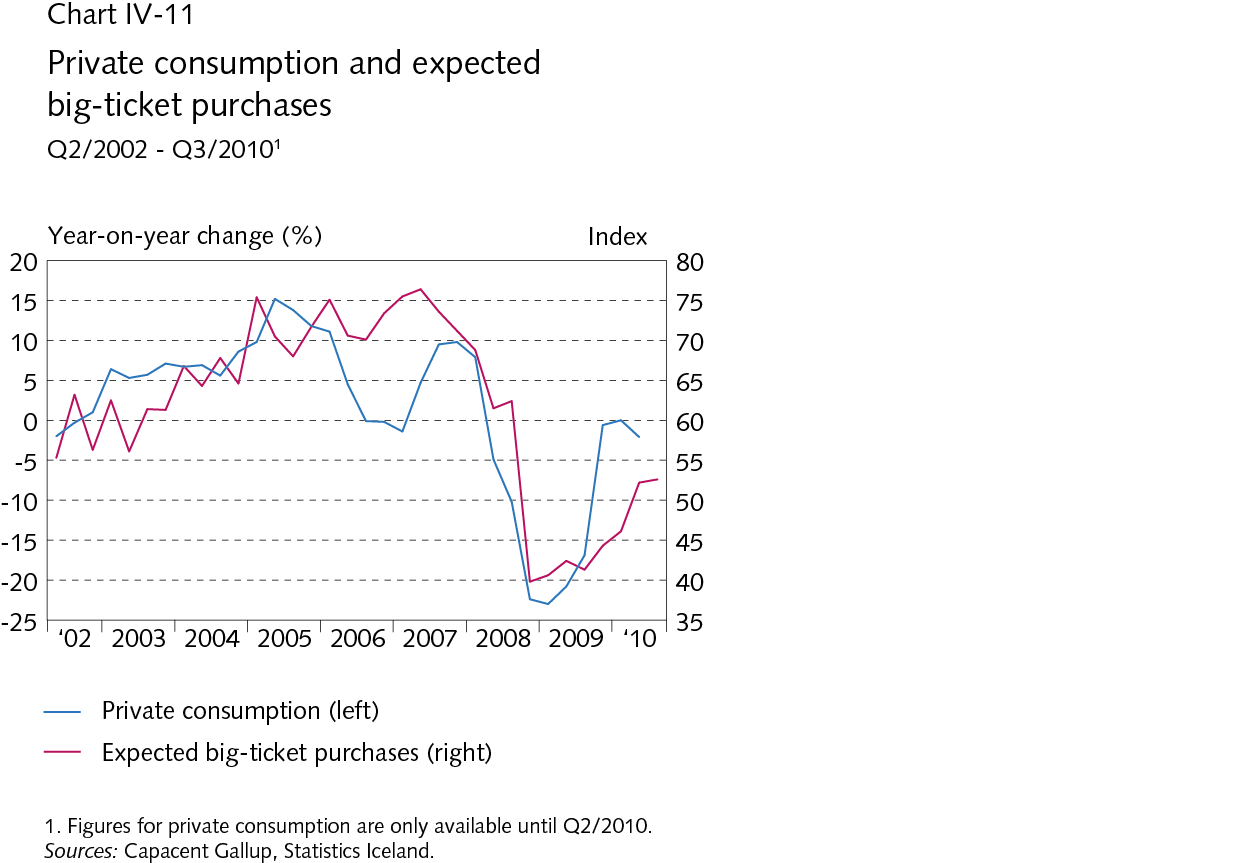 Chart IV-11
Private consumption and expected
big-ticket purchases
Q2/2002 - Q3/2010¹
Year-on-year change (%) Index
20 80
15 75
10 70
5 65
0 60
-5 55
-10 50
-15 45
-20 40
-25 35
‘02 2003 2004 2005 2006 2007 2008 2009 ‘10
Private consumption (left)
Expected big-ticket purchases (right)
1. Figures for private consumption are only available until Q2/2010.
Sources: Capacent Gallup, Statistics Iceland.